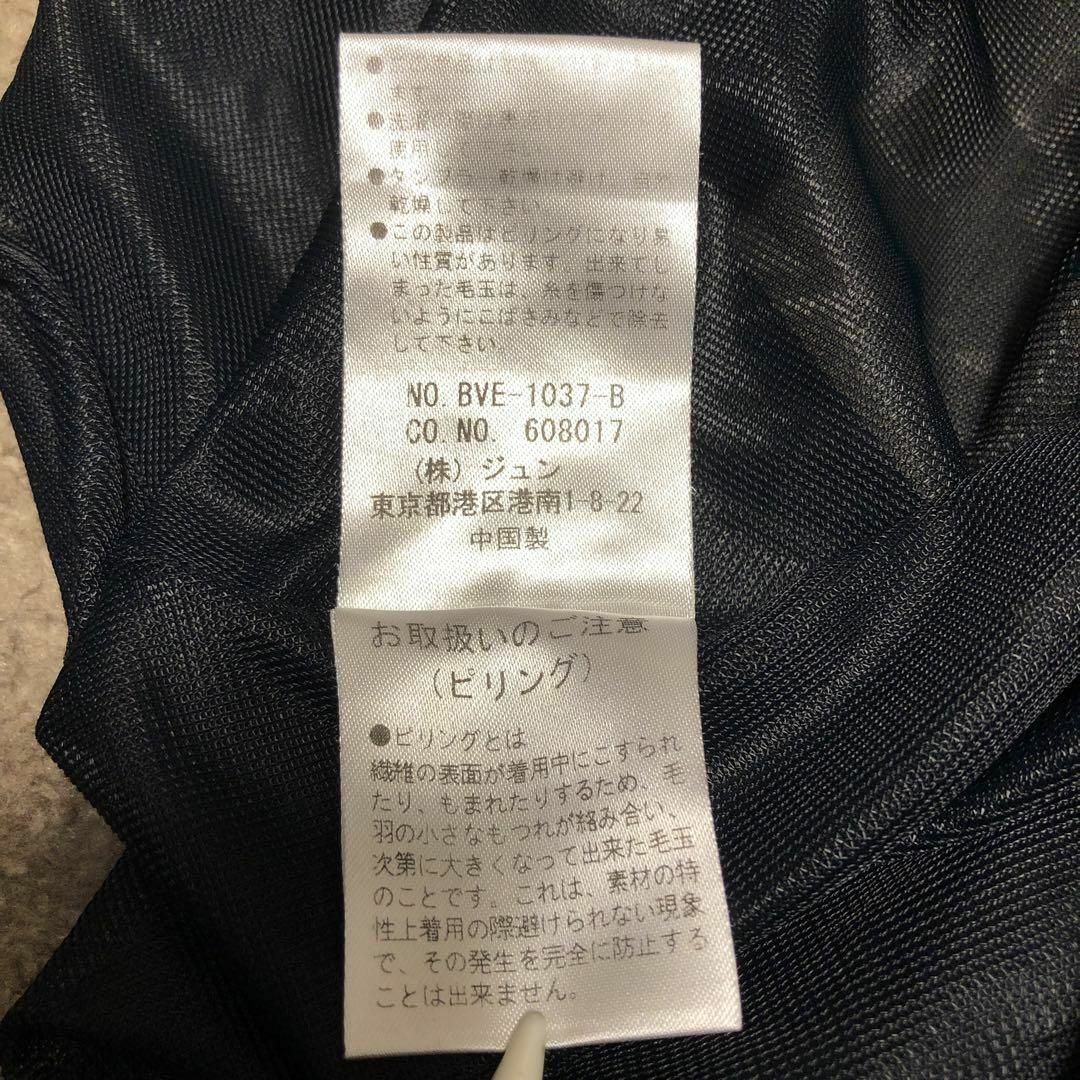 ●洗
使用
乾燥して下さい。
●この製品はピリングになり易
い性質があります。出来てし
まった毛玉は、糸を傷つけな
いようにこばさみなどで除去
して下さい。
NO. BVE-1037-B
CO. NO. 608017
(株) ジュン
東京都港区港南1-8-22
中国製
お取扱いのご注意
(ピリング)
●ピリングとは
繊維の表面が着用中にこすられ
たり、もまれたりするため、毛
羽の小さなもつれが絡み合い、
次第に大きくなって出来た毛玉
のことです。これは、素材の特
性上着用の際避けられない現象
で、その発生を完全に防止する
ことは出来ません。